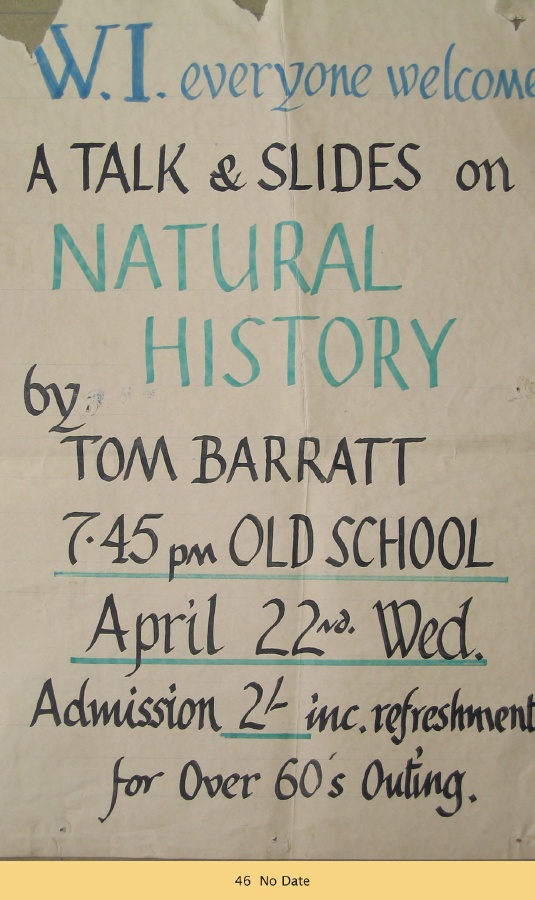 W.I. everyone welcome
A TALK & SLIDES on
NATURAL
HISTORY
by
TOM BARRATT
7·45 pm OLD SCHOOL
April 22nd. Wed.
Admission 2/- inc. refreshment
for Over 60's Outing.
46 No Date